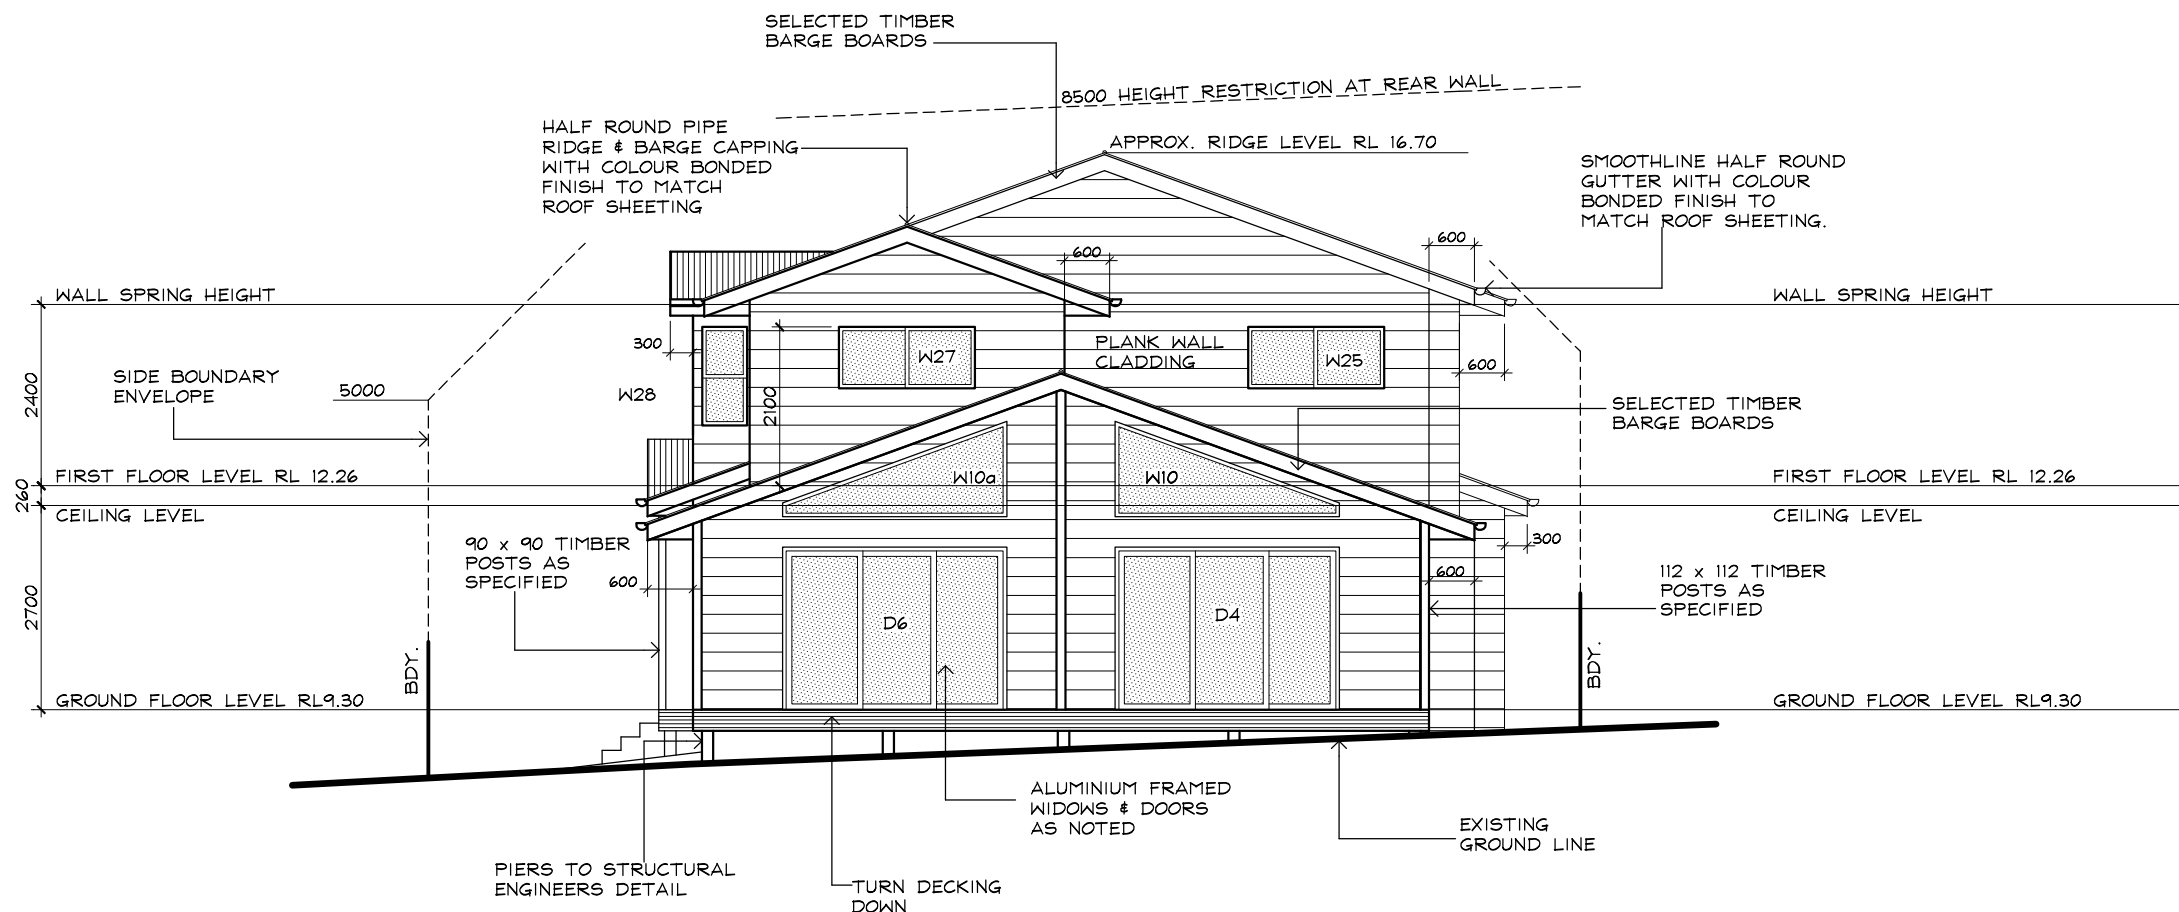 SELECTED TIMBER
BARGE BOARDS
8500 HEIGHT RESTRICTION AT REAR WALL
HALF ROUND PIPE
RIDGE & BARGE CAPPING
WITH COLOUR BONDED
FINISH TO MATCH
ROOF SHEETING
APPROX. RIDGE LEVEL RL 16.70
SMOOTHLINE HALF ROUND
GUTTER WITH COLOUR
BONDED FINISH TO
MATCH ROOF SHEETING.
600
600
WALL SPRING HEIGHT
WALL SPRING HEIGHT
300
W27
PLANK WALL
CLADDING
W25
600
SIDE BOUNDARY
ENVELOPE
5000
W28
2400
2100
SELECTED TIMBER
BARGE BOARDS
FIRST FLOOR LEVEL RL 12.26
W10a
W10
FIRST FLOOR LEVEL RL 12.26
260
CEILING LEVEL
CEILING LEVEL
90 x 90 TIMBER
POSTS AS
SPECIFIED
300
600
600
112 x 112 TIMBER
POSTS AS
SPECIFIED
2700
D6
D4
BDY.
BDY.
GROUND FLOOR LEVEL RL9.30
GROUND FLOOR LEVEL RL9.30
ALUMINIUM FRAMED
WIDOWS & DOORS
AS NOTED
EXISTING
GROUND LINE
PIERS TO STRUCTURAL
ENGINEERS DETAIL
TURN DECKING
DOWN